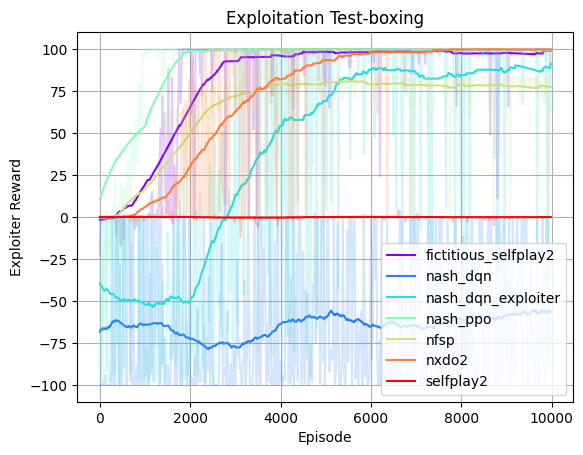 Exploitation Test-boxing
Exploiter Reward
100
75
50
25
0
−25
−50
−75
−100
fictitious_selfplay2
nash_dqn
nash_dqn_exploiter
nash_ppo
nfsp
nxdo2
selfplay2
0 2000 4000 6000 8000 10000
Episode